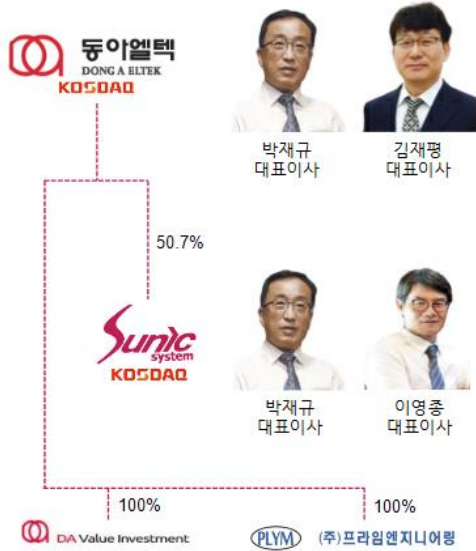 동아엘텍
DONG A ELTEK
KOSDAQ
박재규
대표이사
김재평
대표이사
50.7%
Sunic
system
KOSDAQ
박재규
대표이사
이영종
대표이사
100%
100%
DA Value Investment
PLYM (주)프라임엔지니어링